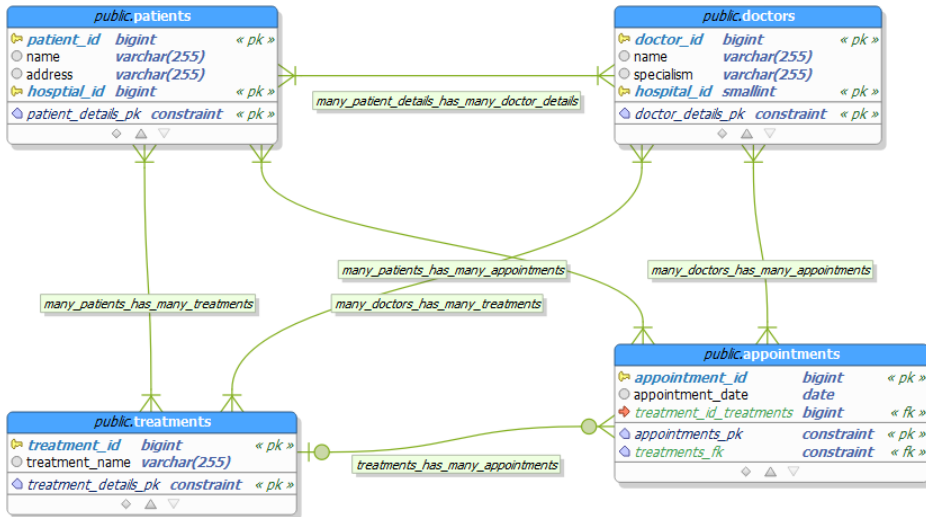 public.patients
patient_id bigint « pk »
name varchar(255)
address varchar(255)
hosptial_id bigint « pk »
patient_details_pk constraint « pk »
public.doctors
doctor_id bigint « pk »
name varchar(255)
specialism varchar(255)
hospital_id smallint « pk »
doctor_details_pk constraint « pk »
many_patient_details_has_many_doctor_details
many_patients_has_many_appointments
many_doctors_has_many_appointments
many_patients_has_many_treatments
many_doctors_has_many_treatments
public.appointments
appointment_id bigint « pk »
appointment_date date
treatment_id_treatments bigint « fk »
appointments_pk constraint « pk »
treatments_fk constraint « fk »
public.treatments
treatment_id bigint « pk »
treatment_name varchar(255)
treatment_details_pk constraint « pk »
treatments_has_many_appointments